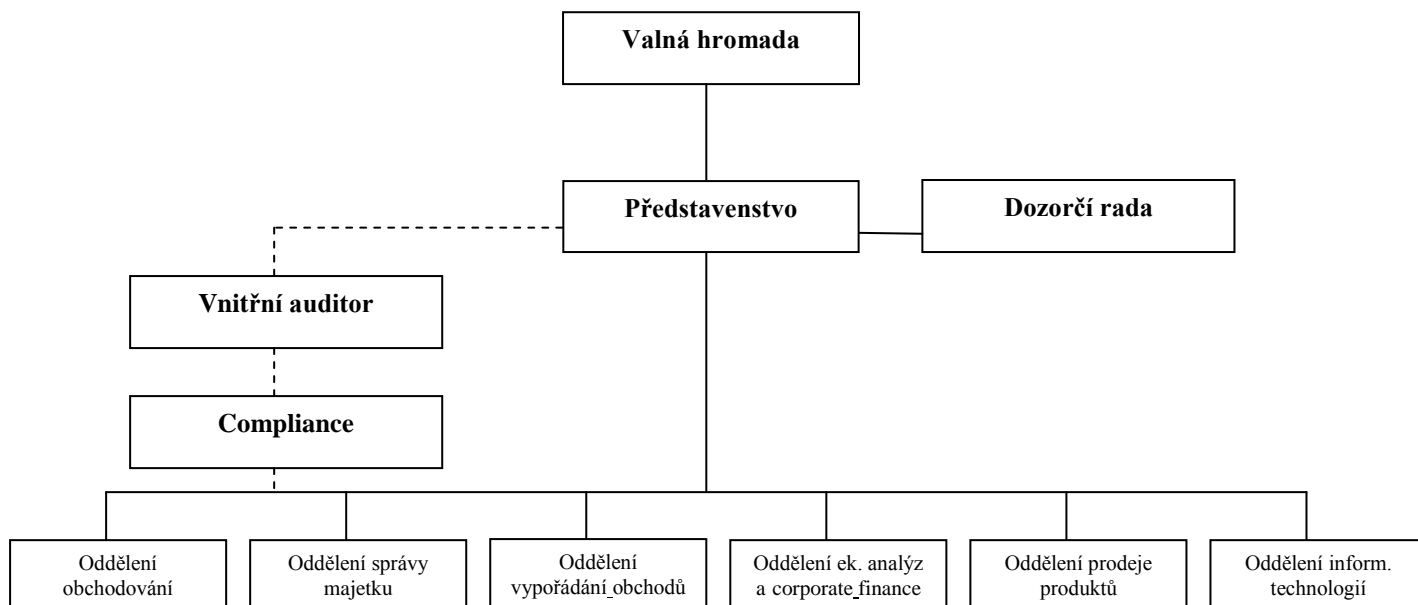 Valná hromada
Představenstvo
Dozorčí rada
Vnitřní auditor
Compliance
Oddělení
obchodování
Oddělení správy
majetku
Oddělení
vypořádání obchodů
Oddělení ek. analýz
a corporate finance
Oddělení prodeje
produktů
Oddělení inform.
technologií